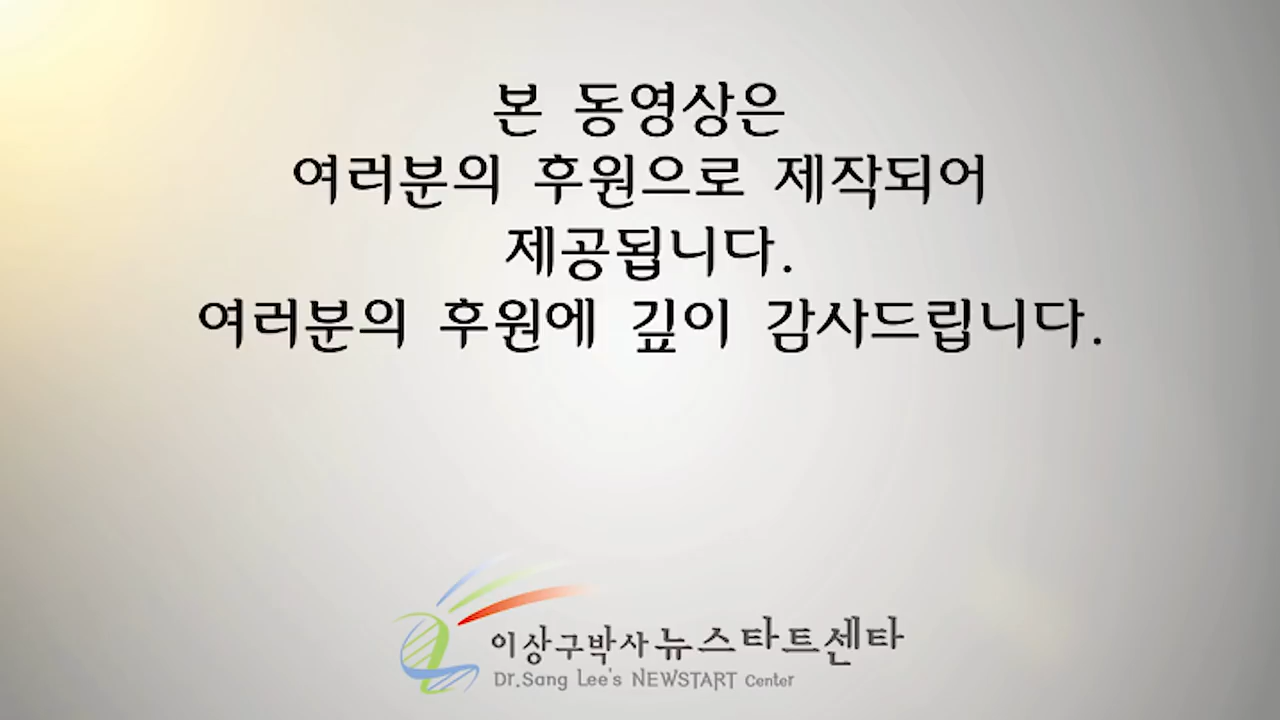 본 동영상은
여러분의 후원으로 제작되어
제공됩니다.
여러분의 후원에 깊이 감사드립니다.
이상구박사 뉴스타트센타
Dr.Sang Lee's NEWSTART Center